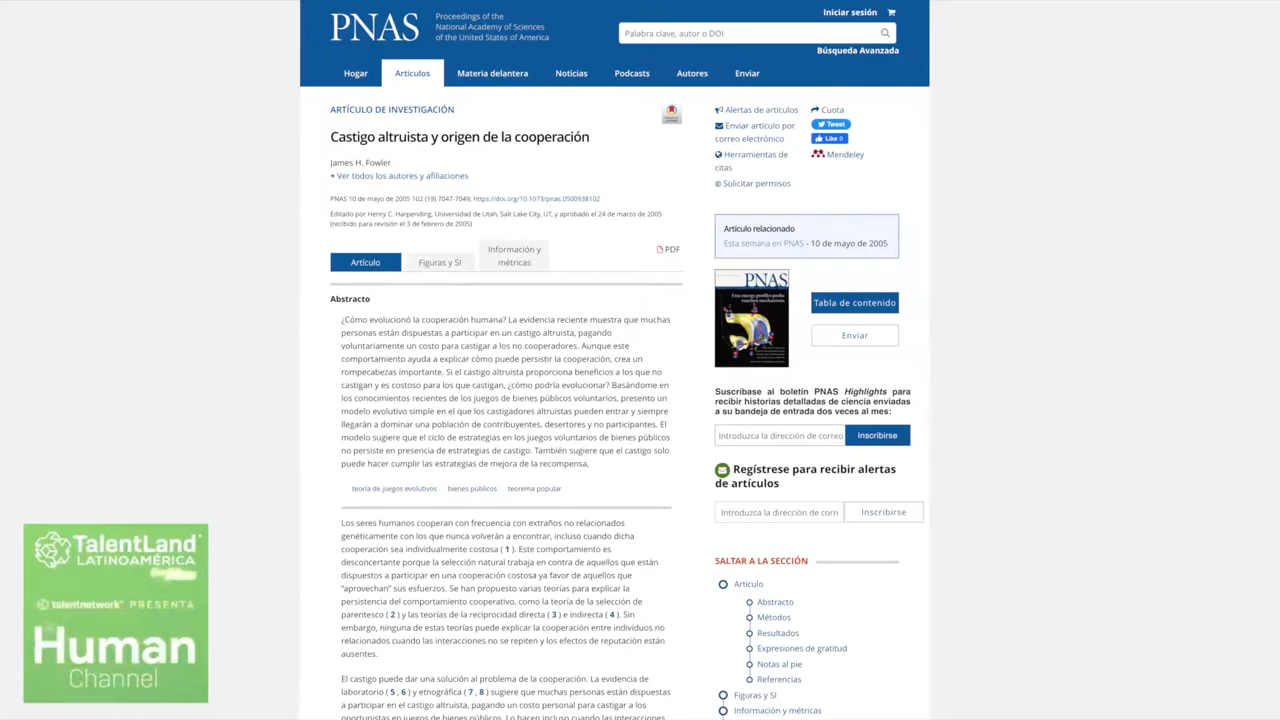 PNAS
Proceedings of the
National Academy of Sciences
of the United States of America
Iniciar sesión
Palabra clave, autor o DOI
Búsqueda Avanzada
Hogar
Artículos
Materia delantera
Noticias
Podcasts
Autores
Enviar
ARTÍCULO DE INVESTIGACIÓN
Castigo altruista y origen de la cooperación
James H. Fowler
+ Ver todos los autores y afiliaciones
PNAS 10 de mayo de 2005 102 (19) 7047-7049; https://doi.org/10.1073/pnas.0500938102
Editado por Henry C. Harpending, Universidad de Utah, Salt Lake City, UT, y aprobado el 24 de marzo de 2005
(recibido para revisión el 3 de febrero de 2005)
Artículo
Figuras y SI
Información y
métricas
PDF
Abstracto
¿Cómo evolucionó la cooperación humana? La evidencia reciente muestra que muchas
personas están dispuestas a participar en un castigo altruista, pagando
voluntariamente un costo para castigar a los no cooperadores. Aunque este
comportamiento ayuda a explicar cómo puede persistir la cooperación, crea un
rompecabezas importante. Si el castigo altruista proporciona beneficios a los que no
castigan y es costoso para los que castigan, ¿cómo podría evolucionar? Basándome en
los conocimientos recientes de los juegos de bienes públicos voluntarios, presento un
modelo evolutivo simple en el que los castigadores altruistas pueden entrar y siempre
llegarán a dominar una población de contribuyentes, desertores y no participantes. El
modelo sugiere que el ciclo de estrategias en los juegos voluntarios de bienes públicos
no persiste en presencia de estrategias de castigo. También sugiere que el castigo solo
puede hacer cumplir las estrategias de mejora de la recompensa,
teoría de juegos evolutivos
bienes públicos
teorema popular
Los seres humanos cooperan con frecuencia con extraños no relacionados
genéticamente con los que nunca volverán a encontrar, incluso cuando dicha
cooperación sea individualmente costosa ( 1 ). Este comportamiento es
desconcertante porque la selección natural trabaja en contra de aquellos que están
dispuestos a participar en una cooperación costosa ya favor de aquellos que
"aprovechan" sus esfuerzos. Se han propuesto varias teorías para explicar la
persistencia del comportamiento cooperativo, como la teoría de la selección de
parentesco ( 2 ) y las teorías de la reciprocidad directa ( 3 ) e indirecta ( 4 ). Sin
embargo, ninguna de estas teorías puede explicar la cooperación entre individuos no
relacionados cuando las interacciones no se repiten y los efectos de reputación están
ausentes.
El castigo puede dar una solución al problema de la cooperación. La evidencia de
laboratorio ( 5 , 6 ) y etnográfica ( 7 , 8 ) sugiere que muchas personas están dispuestas
a participar en el castigo altruista, pagando un costo personal para castigar a los
oportunistas en juegos de bienes públicos. Lo hacen incluso cuando las interacciones
Alertas de artículos
Enviar artículo por
correo electrónico
Herramientas de
citas
© Solicitar permisos
Cuota
Tweet
Like 0
Mendeley
Artículo relacionado
Esta semana en PNAS - 10 de mayo de 2005
PNAS
Tabla de contenido
Enviar
Suscríbase al boletín PNAS Highlights para
recibir historias detalladas de ciencia enviadas
a su bandeja de entrada dos veces al mes:
Introduzca la dirección de correo
Inscribirse
Regístrese para recibir alertas
de artículos
Introduzca la dirección de corr
Inscribirse
SALTAR A LA SECCIÓN
Artículo
Abstracto
Métodos
Resultados
Expresiones de gratitud
Notas al pie
Referencias
Figuras y SI
Información y métricas
TalentLand
LATINOAMÉRICA
talentnetwork PRESENTA
Human
Channel